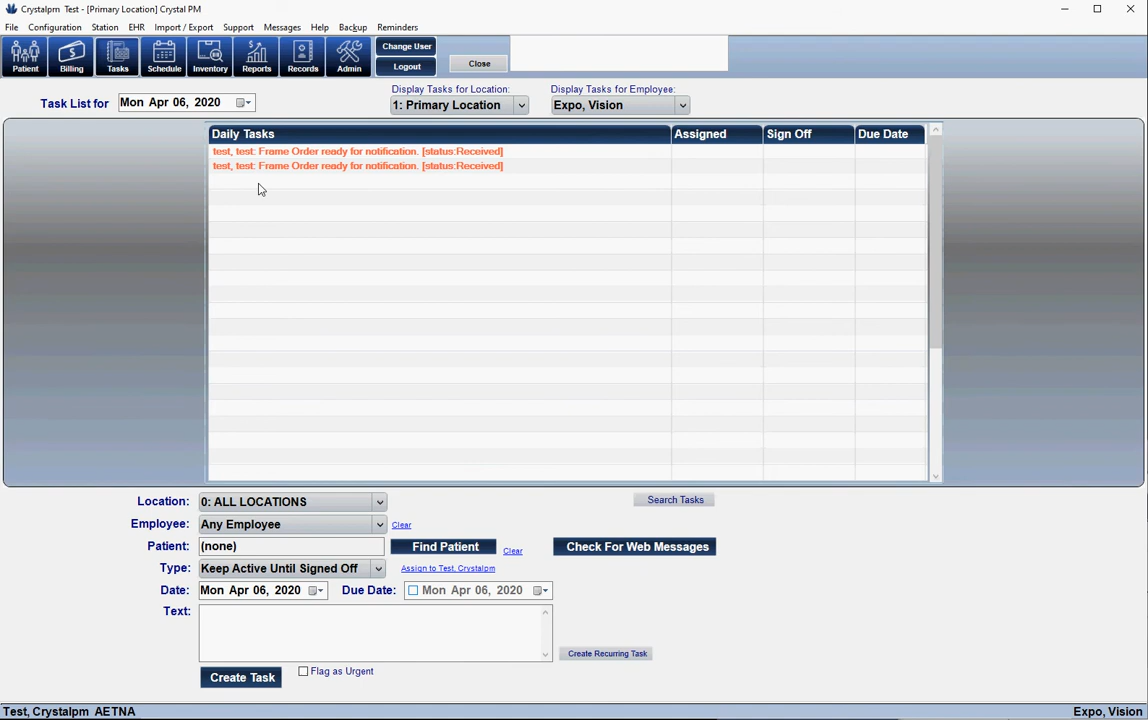 Crystalpm Test - [Primary Location] Crystal PM
File Configuration Station EHR Import / Export Support Messages Help Backup Reminders
Patient Billing Tasks Schedule Inventory Reports Records Admin
Change User
Logout
Close
Task List for Mon Apr 06, 2020
Display Tasks for Location:
1: Primary Location
Display Tasks for Employee:
Expo, Vision
Daily Tasks Assigned Sign Off Due Date
test, test: Frame Order ready for notification. [status:Received]
test, test: Frame Order ready for notification. [status:Received]
Location: 0: ALL LOCATIONS
Search Tasks
Employee: Any Employee Clear
Patient: (none) Find Patient Clear
Check For Web Messages
Type: Keep Active Until Signed Off Assign to Test, Crystalpm
Date: Mon Apr 06, 2020 Due Date: Mon Apr 06, 2020
Text:
Create Recurring Task
Create Task Flag as Urgent
Test, Crystalpm AETNA Expo, Vision